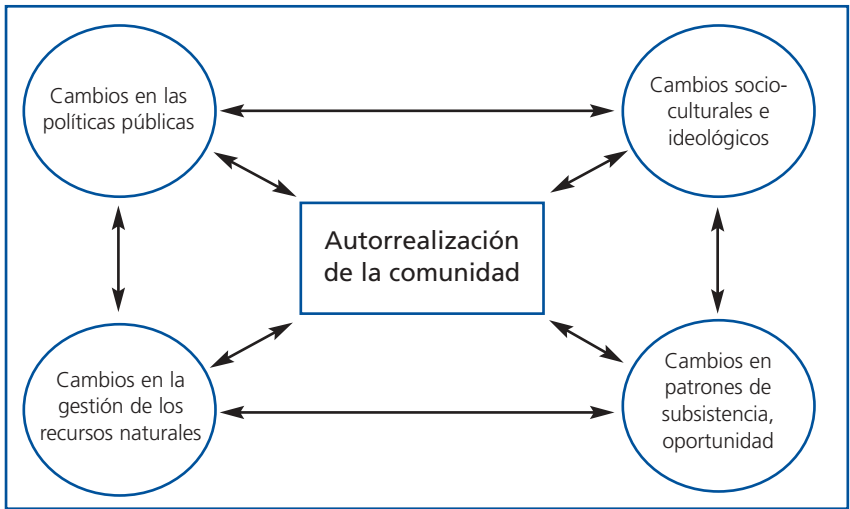 Cambios en las
políticas públicas
Cambios socio-
culturales e
ideológicos
Autorrealización
de la comunidad
Cambios en la
gestión de los
recursos naturales
Cambios en
patrones de
subsistencia,
oportunidad